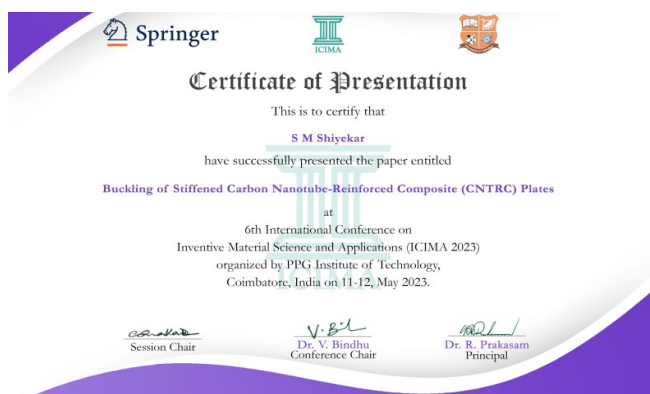 Springer
ICIMA
Certificate of Presentation
This is to certify that
S M Shiyekar
have successfully presented the paper entitled
Buckling of Stiffened Carbon Nanotube-Reinforced Composite (CNTRC) Plates
at
6th International Conference on
Inventive Material Science and Applications (ICIMA 2023)
organized by PPG Institute of Technology,
Coimbatore, India on 11-12, May 2023.
ICIMA
V. Bil
Session Chair
Dr. V. Bindhu
Conference Chair
Dr. R. Prakasam
Principal